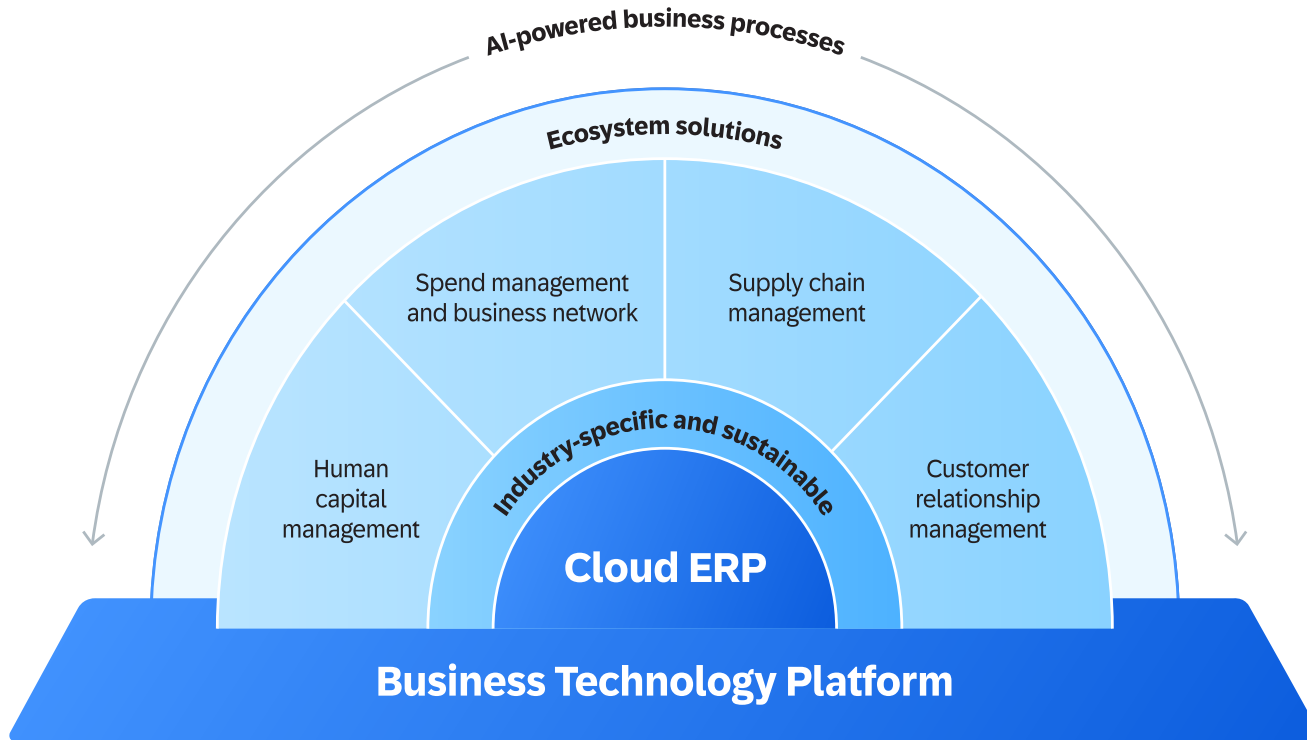 AI-powered business processes
Ecosystem solutions
Spend management
and business network
Supply chain
management
Human
capital
management
Industry-specific and sustainable
Customer
relationship
management
Cloud ERP
Business Technology Platform